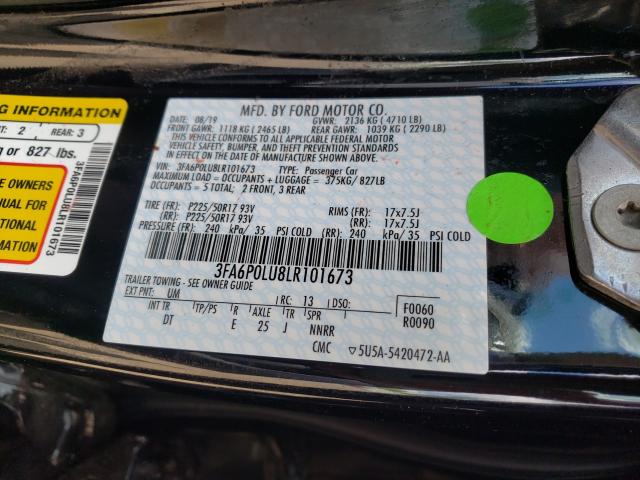 NG INFORMATION
2 REAR: 3
or 827 lbs.
E OWNERS
UAL FOR
TIONAL
RMATION
3FA6P0LU8LR101673
MFD. BY FORD MOTOR CO.
DATE: 08/19 GVWR: 2136 KG ( 4710 LB)
FRONT GAWR: 1118 KG ( 2465 LB) REAR GAWR: 1039 KG ( 2290 LB)
THIS VEHICLE CONFORMS TO ALL APPLICABLE FEDERAL MOTOR VEHICLE
SAFETY, BUMPER, AND THEFT PREVENTION STANDARDS
IN EFFECT ON THE DATE OF MANUFACTURE SHOWN ABOVE.
VIN: 3FA6P0LU8LR101673 TYPE: Passenger Car
MAXIMUM LOAD = OCCUPANTS + LUGGAGE = 375KG/ 827LB
OCCUPANTS = 5 TOTAL; 2 FRONT, 3 REAR
TIRE (FR): P225/50R17 93V RIMS (FR): 17x7.5J
(RR): P225/50R17 93V (RR): 17x7.5J
PRESSURE (FR): 240 kPa/ 35 PSI COLD (RR): 240 kPa/ 35 PSI COLD
3FA6P0LU8LR101673
TRAILER TOWING - SEE OWNER GUIDE
EXT PNT: UM RC: 13 DSO: F0060
INT TR TP/PS R AXLE TR SPR R0090
DT E 25 J NNRR
CMC 5U5A-5420472-AA